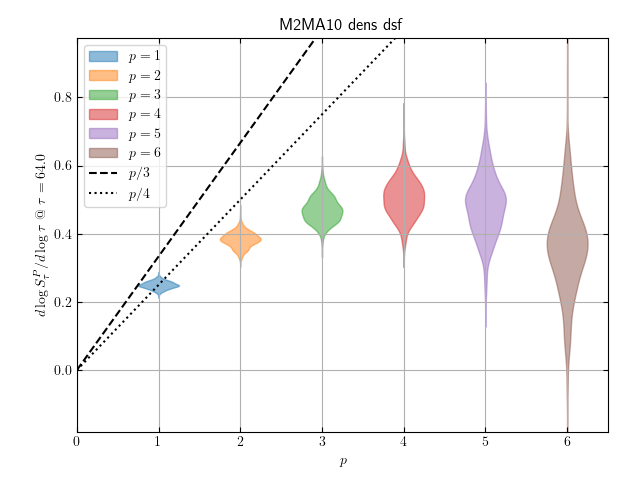 M2MA10 dens dsf
p = 1
p = 2
p = 3
p = 4
p = 5
p = 6
p/3
p/4
d log S_τ^P / d log τ @ τ = 64.0
0.8
0.6
0.4
0.2
0.0
0 1 2 3 4 5 6
p